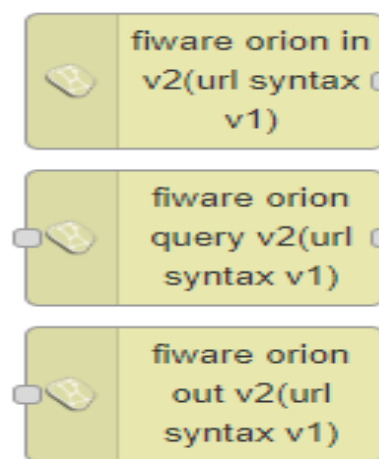 fiware orion in
v2(url syntax
v1)
fiware orion
query v2(url
syntax v1)
fiware orion
out v2(url
syntax v1)